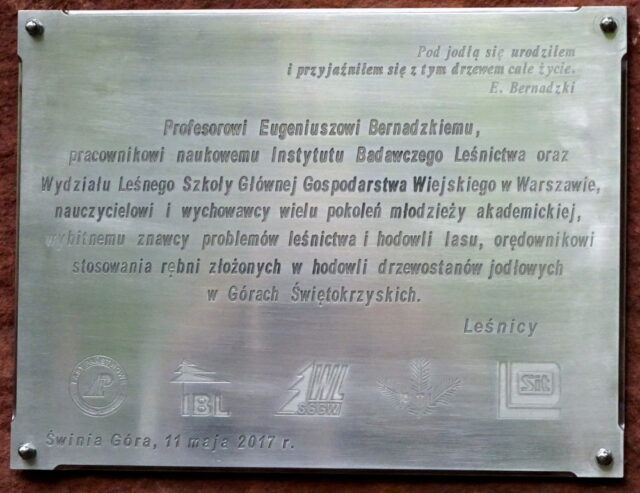 Pod jodłą się urodziłem
i przyjaźniłem się z tym drzewem całe życie.
E. Bernadzki
Profesorowi Eugeniuszowi Bernadzkiemu,
pracownikowi naukowemu Instytutu Badawczego Leśnictwa oraz
Wydziału Leśnego Szkoły Głównej Gospodarstwa Wiejskiego w Warszawie,
nauczycielowi i wychowawcy wielu pokoleń młodzieży akademickiej,
wybitnemu znawcy problemów leśnictwa i hodowli lasu, orędownikowi
stosowania rębni złożonych w hodowli drzewostanów jodłowych
w Górach Świętokrzyskich.
Leśnicy
LP
IBL
WL
SGGW
sit
Świnia Góra, 11 maja 2017 r.